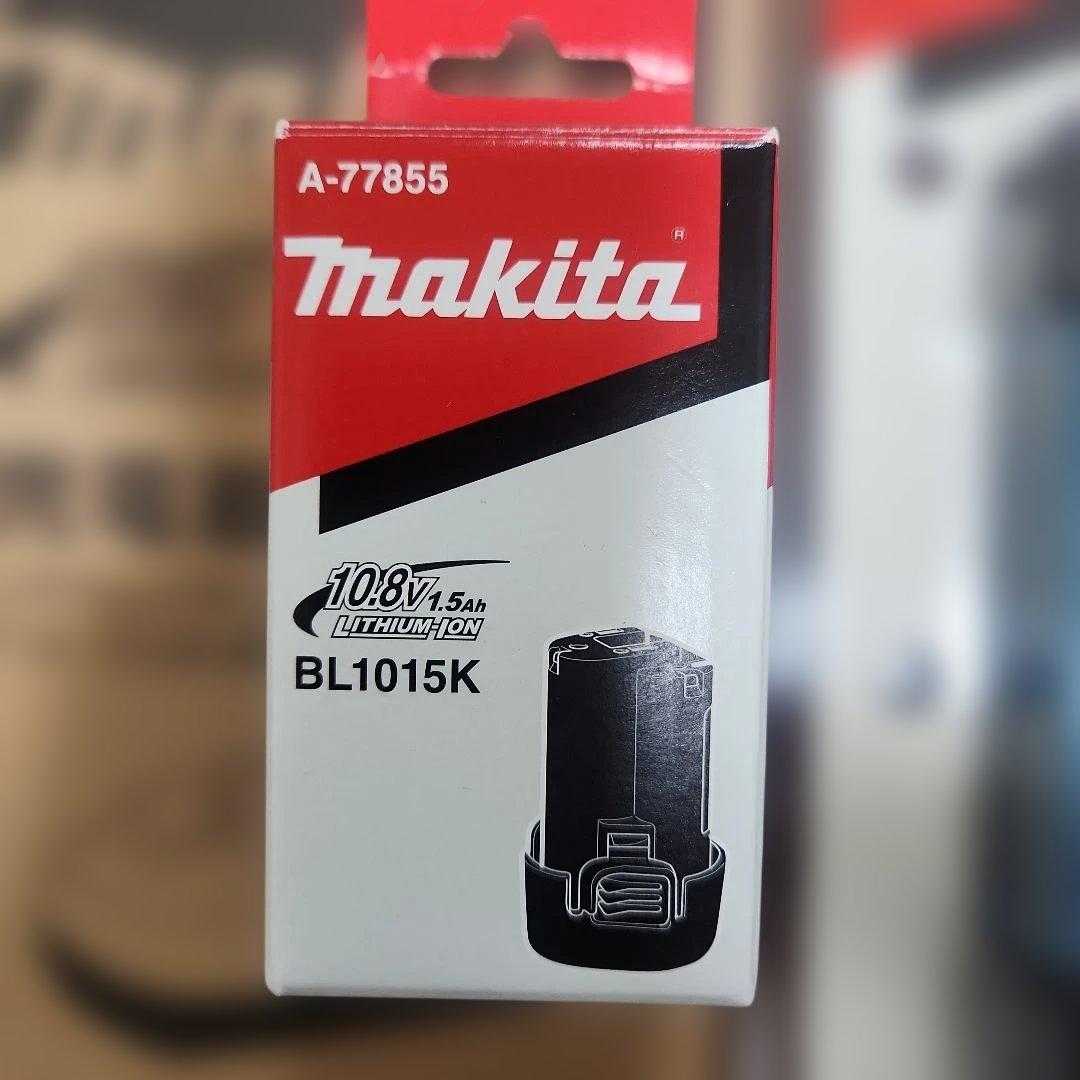 A-77855
makita®
10.8V 1.5Ah
LITHIUM-ION
BL1015K